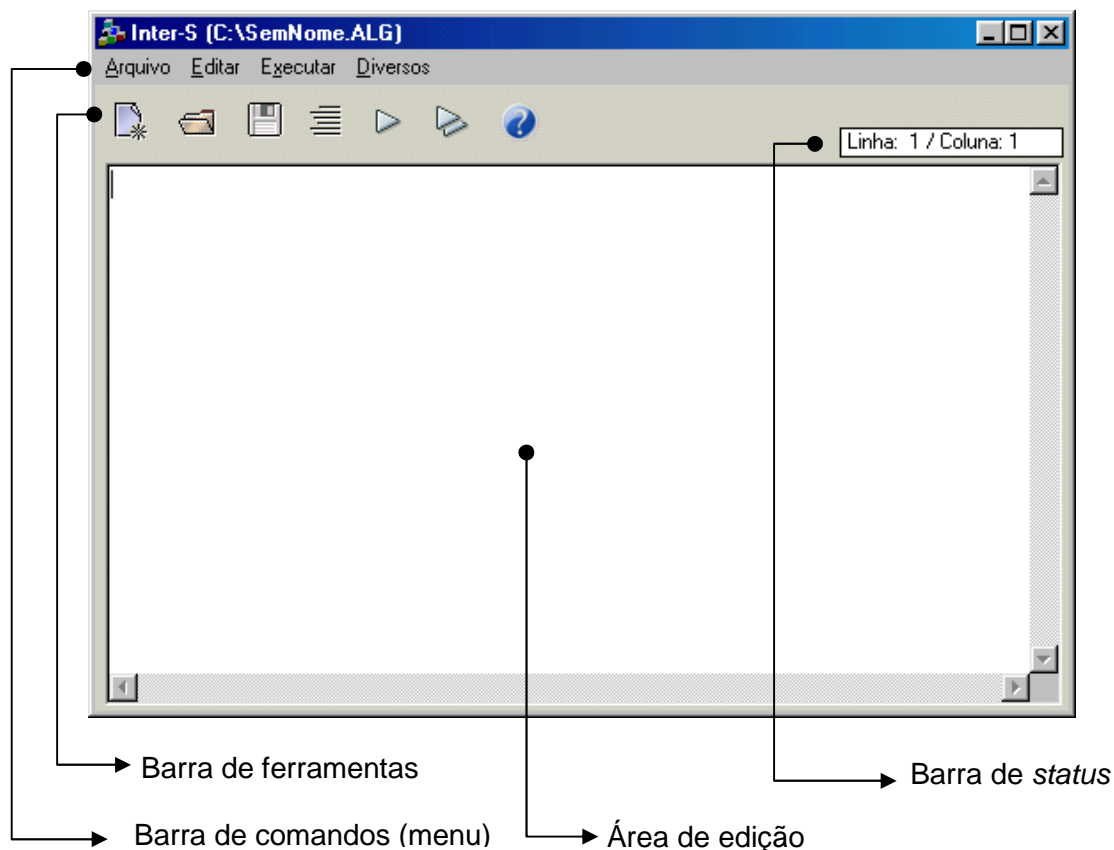 Inter-S (C:\SemNome.ALG)
Arquivo Editar Executar Diversos
Linha: 1 / Coluna: 1
Barra de ferramentas
Barra de status
Barra de comandos (menu)
Área de edição